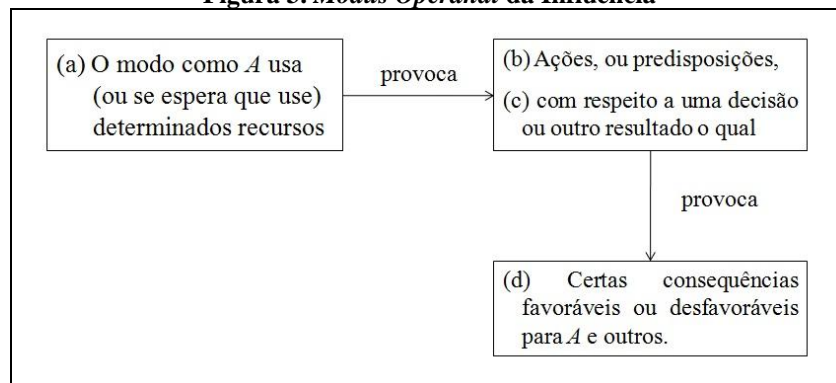 Figura 3. Modus Operandi da Influência
(a) O modo como A usa
(ou se espera que use)
determinados recursos
provoca
(b) Ações, ou predisposições,
(c) com respeito a uma decisão
ou outro resultado o qual
provoca
(d) Certas consequências
favoráveis ou desfavoráveis
para A e outros.